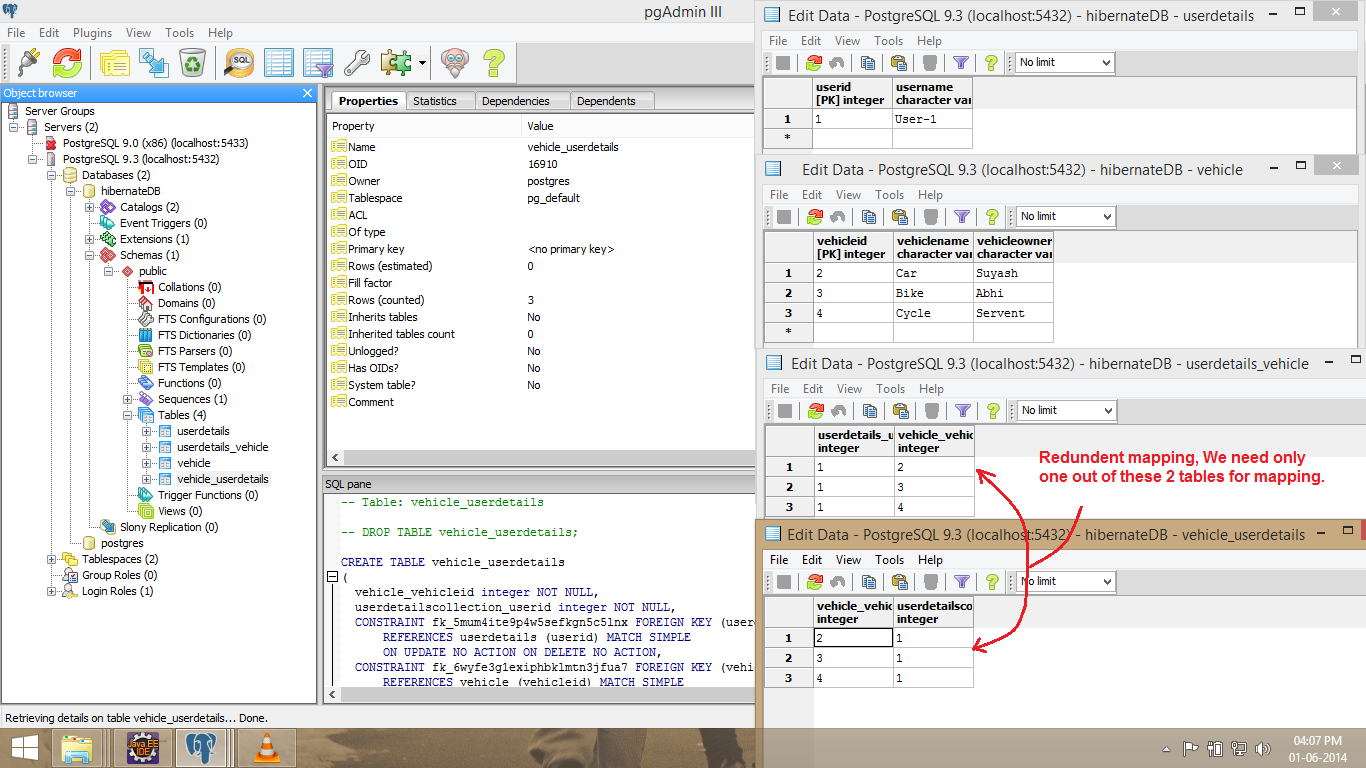 pgAdmin III
File Edit Plugins View Tools Help
SQL
Object browser
Server Groups
Servers (2)
PostgreSQL 9.0 (x86) (localhost:5433)
PostgreSQL 9.3 (localhost:5432)
Databases (2)
hibernateDB
Catalogs (2)
Event Triggers (0)
Extensions (1)
Schemas (1)
public
Collations (0)
Domains (0)
FTS Configurations (0)
FTS Dictionaries (0)
FTS Parsers (0)
FTS Templates (0)
Functions (0)
Sequences (1)
Tables (4)
userdetails
userdetails_vehicle
vehicle
vehicle_userdetails
Trigger Functions (0)
Views (0)
Slony Replication (0)
postgres
Tablespaces (2)
Group Roles (0)
Login Roles (1)
Properties Statistics Dependencies Dependents
Property Value
Name vehicle_userdetails
OID 16910
Owner postgres
Tablespace pg_default
ACL
Of type
Primary key <no primary key>
Rows (estimated) 0
Fill factor
Rows (counted) 3
Inherits tables No
Inherited tables count 0
Unlogged? No
Has OIDs? No
System table? No
Comment
SQL pane
-- Table: vehicle_userdetails
-- DROP TABLE vehicle_userdetails;
CREATE TABLE vehicle_userdetails
(
vehicle_vehicleid integer NOT NULL,
userdetailscollection_userid integer NOT NULL,
CONSTRAINT fk_5mum4ite9p4w5sefkgn5c5lnx FOREIGN KEY (user
REFERENCES userdetails (userid) MATCH SIMPLE
ON UPDATE NO ACTION ON DELETE NO ACTION,
CONSTRAINT fk_6wyfe3g1exiphbklmtn3jfua7 FOREIGN KEY (vehi
REFERENCES vehicle (vehicleid) MATCH SIMPLE
Retrieving details on table vehicle_userdetails... Done.
Edit Data - PostgreSQL 9.3 (localhost:5432) - hibernateDB - userdetails
File Edit View Tools Help
No limit
userid username
[PK] integer character var
1 1 User-1
*
Edit Data - PostgreSQL 9.3 (localhost:5432) - hibernateDB - vehicle
File Edit View Tools Help
No limit
vehicleid vehiclename vehicleowner
[PK] integer character var character var
1 2 Car Suyash
2 3 Bike Abhi
3 4 Cycle Servent
*
Edit Data - PostgreSQL 9.3 (localhost:5432) - hibernateDB - userdetails_vehicle
File Edit View Tools Help
No limit
userdetails_u vehicle_vehic
integer integer
1 1 2
2 1 3
3 1 4
Redundent mapping, We need only
one out of these 2 tables for mapping.
Edit Data - PostgreSQL 9.3 (localhost:5432) - hibernateDB - vehicle_userdetails
File Edit View Tools Help
No limit
vehicle_vehic userdetailsco
integer integer
1 2 1
2 3 1
3 4 1
Java EE
IDE
04:07 PM
01-06-2014